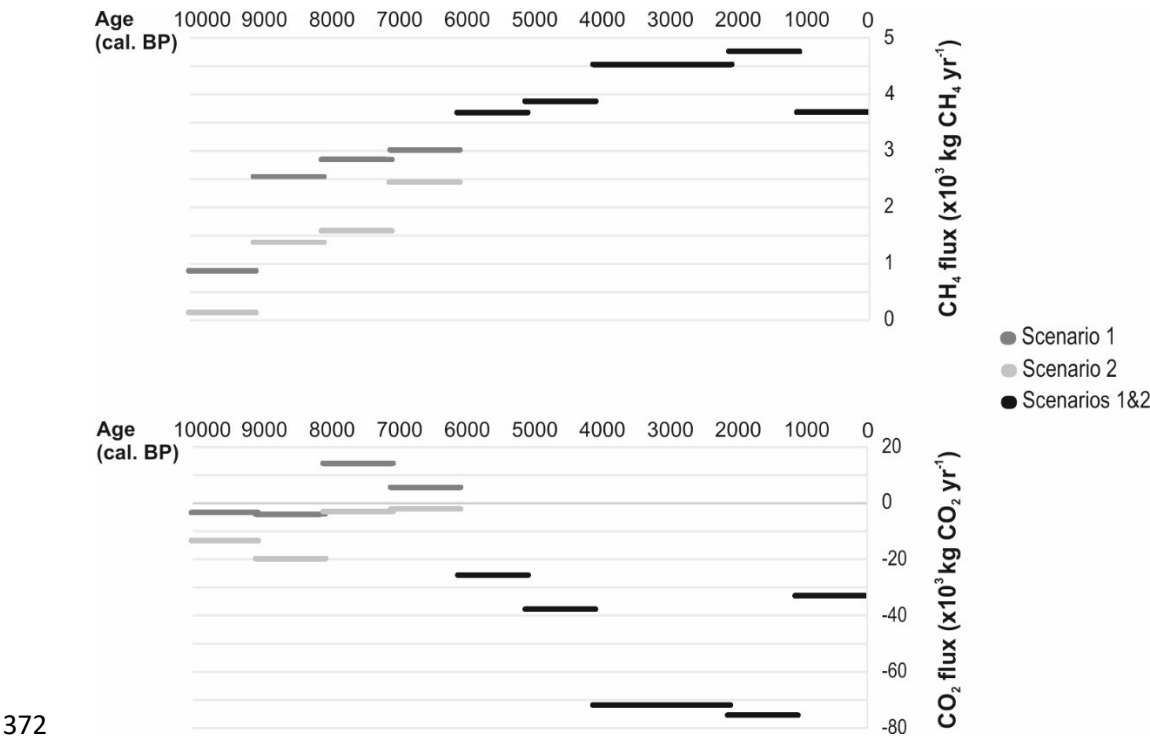 Age 10000 9000 8000 7000 6000 5000 4000 3000 2000 1000 0
(cal. BP)
5
4
3
2
1
0
CH₄ flux (x10³ kg CH₄ yr⁻¹)
Scenario 1
Scenario 2
Scenarios 1&2
Age 10000 9000 8000 7000 6000 5000 4000 3000 2000 1000 0
(cal. BP)
20
0
-20
-40
-60
-80
CO₂ flux (x10³ kg CO₂ yr⁻¹)
372